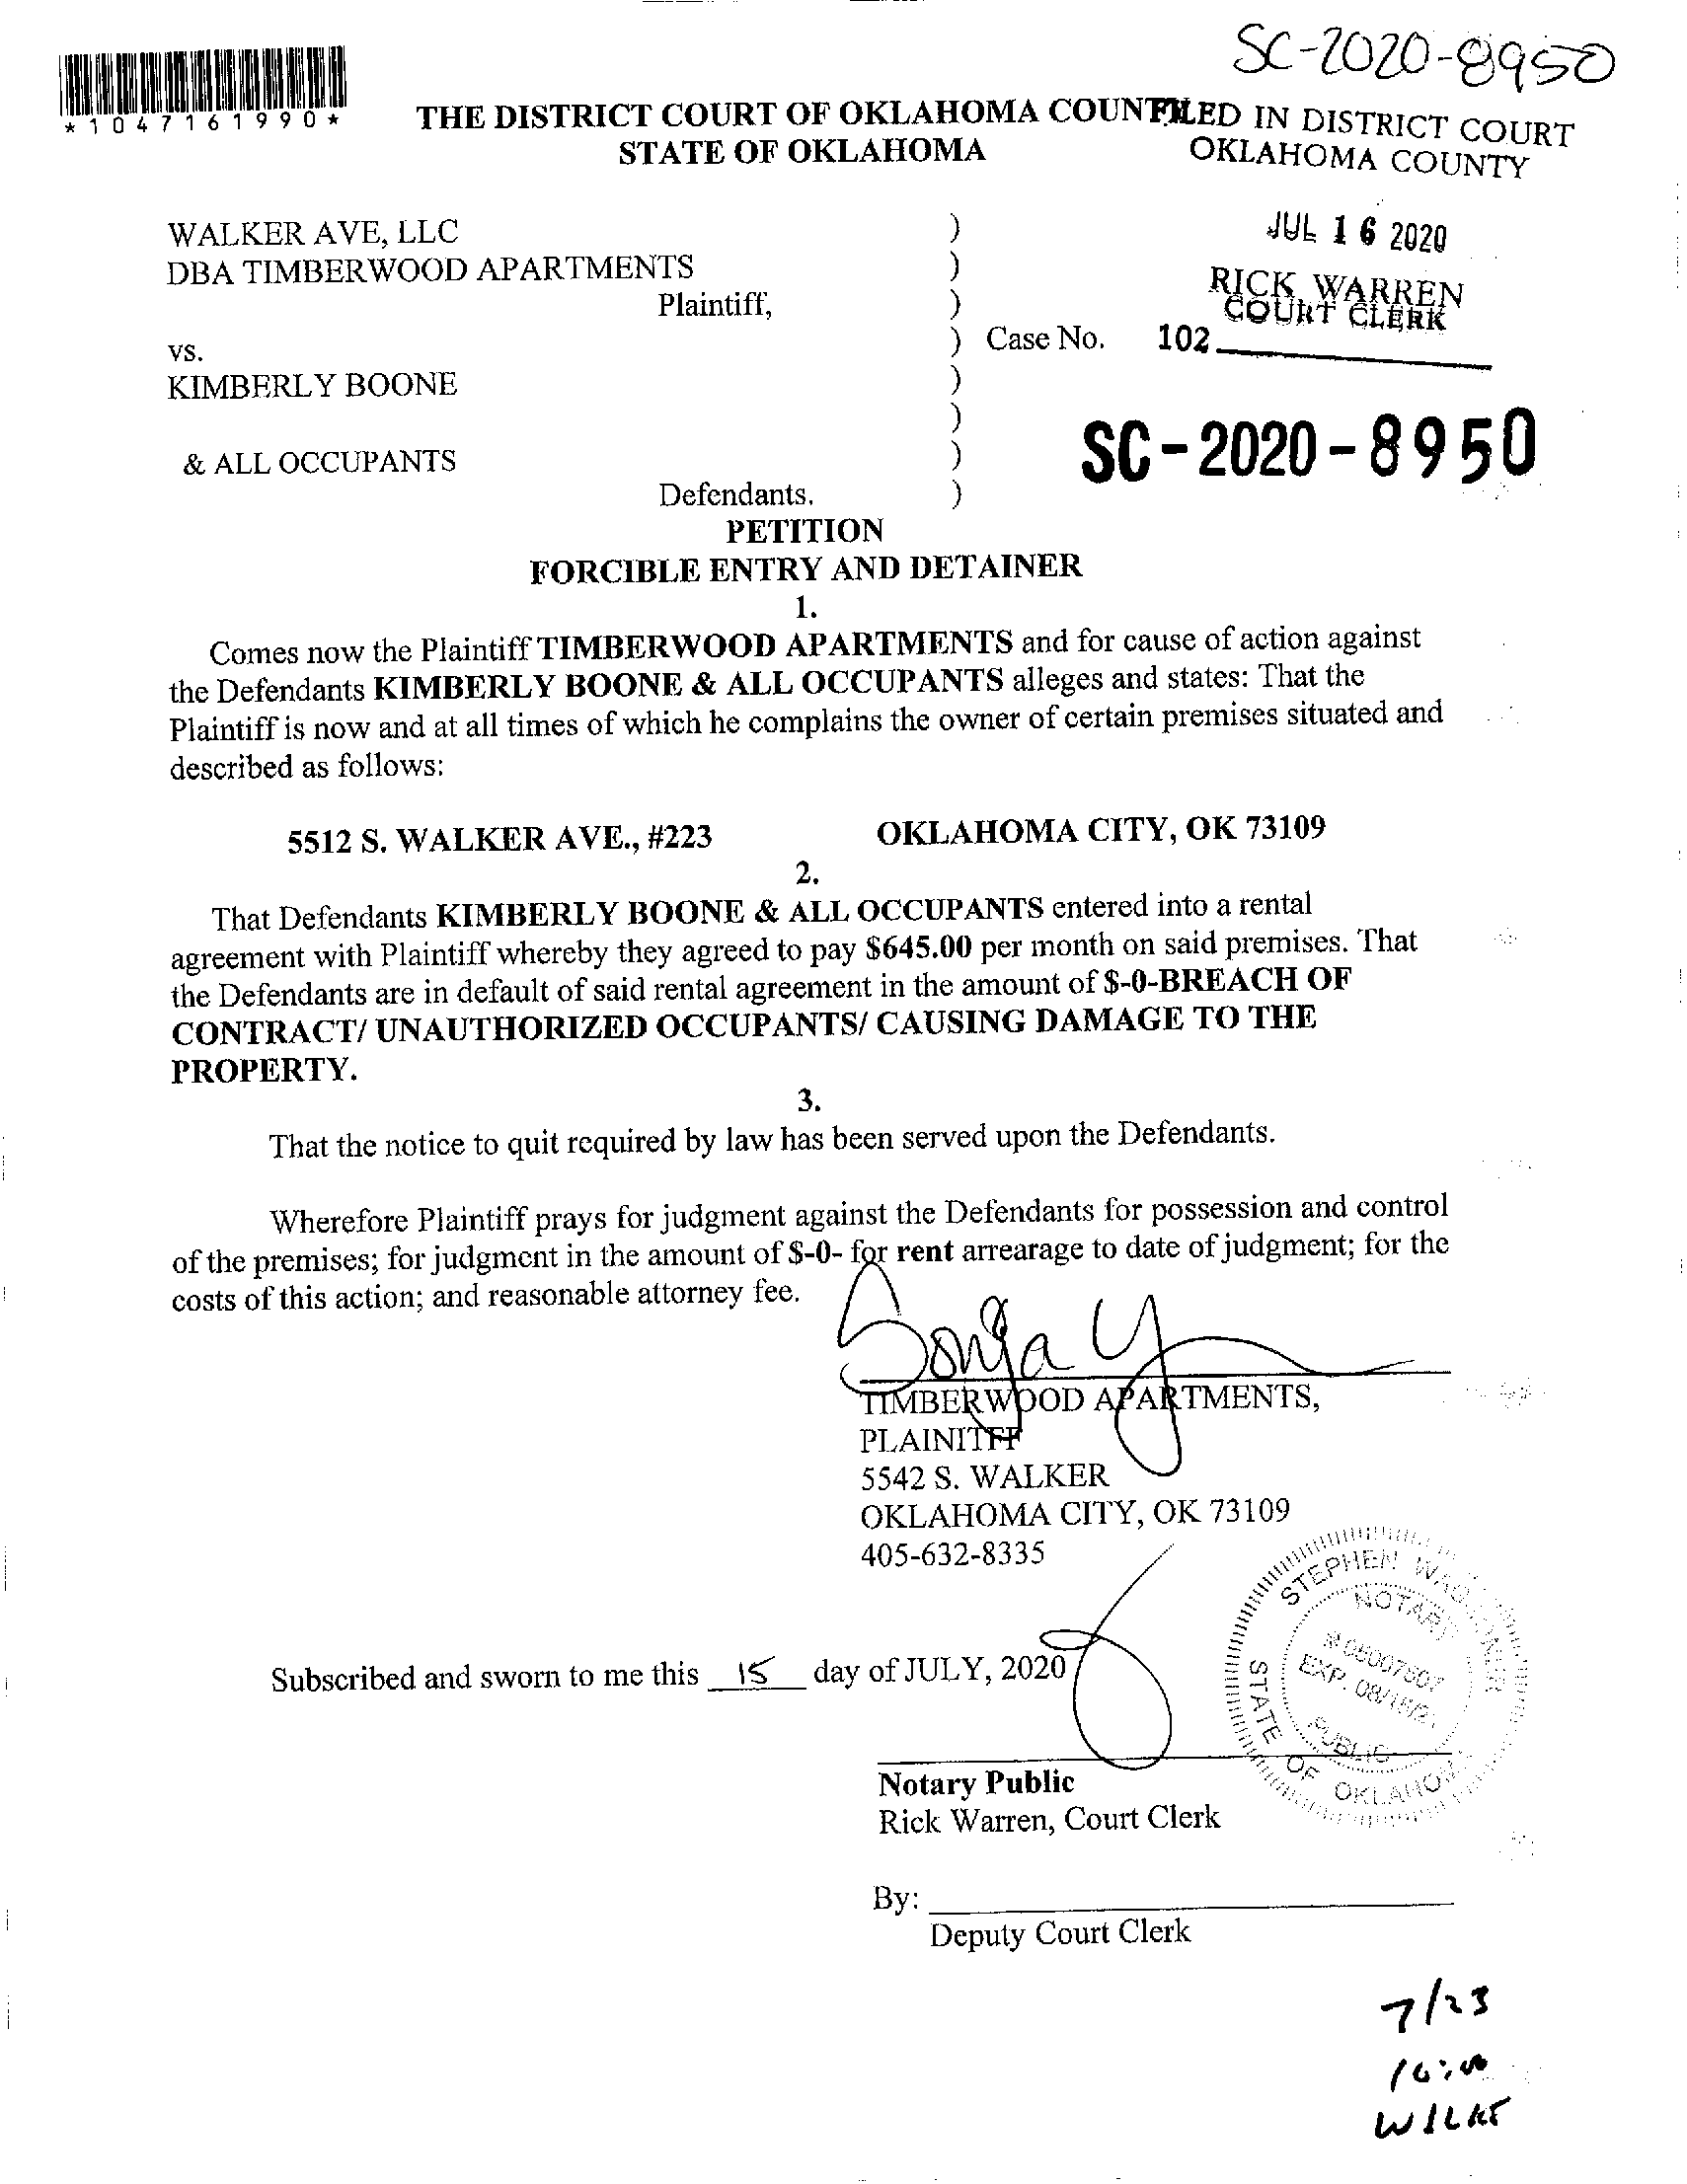 SC-2020-8950
*1047161990*
THE DISTRICT COURT OF OKLAHOMA COUNTY
STATE OF OKLAHOMA
FILED IN DISTRICT COURT
OKLAHOMA COUNTY
JUL 16 2020
RICK WARREN
COURT CLERK
102
WALKER AVE, LLC )
DBA TIMBERWOOD APARTMENTS )
Plaintiff, )
vs. ) Case No.
KIMBERLY BOONE )
)
& ALL OCCUPANTS )
Defendants. )
SC-2020-8950
PETITION
FORCIBLE ENTRY AND DETAINER
1.
Comes now the Plaintiff TIMBERWOOD APARTMENTS and for cause of action against
the Defendants KIMBERLY BOONE & ALL OCCUPANTS alleges and states: That the
Plaintiff is now and at all times of which he complains the owner of certain premises situated and
described as follows:
5512 S. WALKER AVE., #223 OKLAHOMA CITY, OK 73109
2.
That Defendants KIMBERLY BOONE & ALL OCCUPANTS entered into a rental
agreement with Plaintiff whereby they agreed to pay $645.00 per month on said premises. That
the Defendants are in default of said rental agreement in the amount of $-0-BREACH OF
CONTRACT/ UNAUTHORIZED OCCUPANTS/ CAUSING DAMAGE TO THE
PROPERTY.
3.
That the notice to quit required by law has been served upon the Defendants.
Wherefore Plaintiff prays for judgment against the Defendants for possession and control
of the premises; for judgment in the amount of $-0- for rent arrearage to date of judgment; for the
costs of this action; and reasonable attorney fee.
Sonja Y
TIMBERWOOD APARTMENTS,
PLAINITFF
5542 S. WALKER
OKLAHOMA CITY, OK 73109
405-632-8335
STEPHEN
NOTARY
EXP.
PUBLIC
STATE OF OKLAHOMA
Subscribed and sworn to me this 15 day of JULY, 2020
Notary Public
Rick Warren, Court Clerk
By:
Deputy Court Clerk
7/23